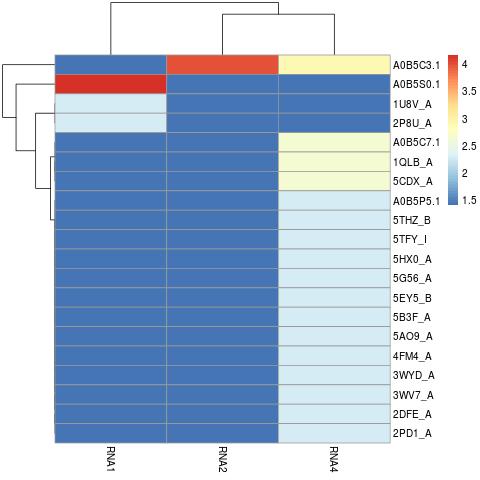 A0B5C3.1
A0B5S0.1
1U8V_A
2P8U_A
A0B5C7.1
1QLB_A
5CDX_A
A0B5P5.1
5THZ_B
5TFY_I
5HX0_A
5G56_A
5EY5_B
5B3F_A
5AO9_A
4FM4_A
3WYD_A
3WV7_A
2DFE_A
2PD1_A
4
3.5
3
2.5
2
1.5
RNA1
RNA2
RNA4